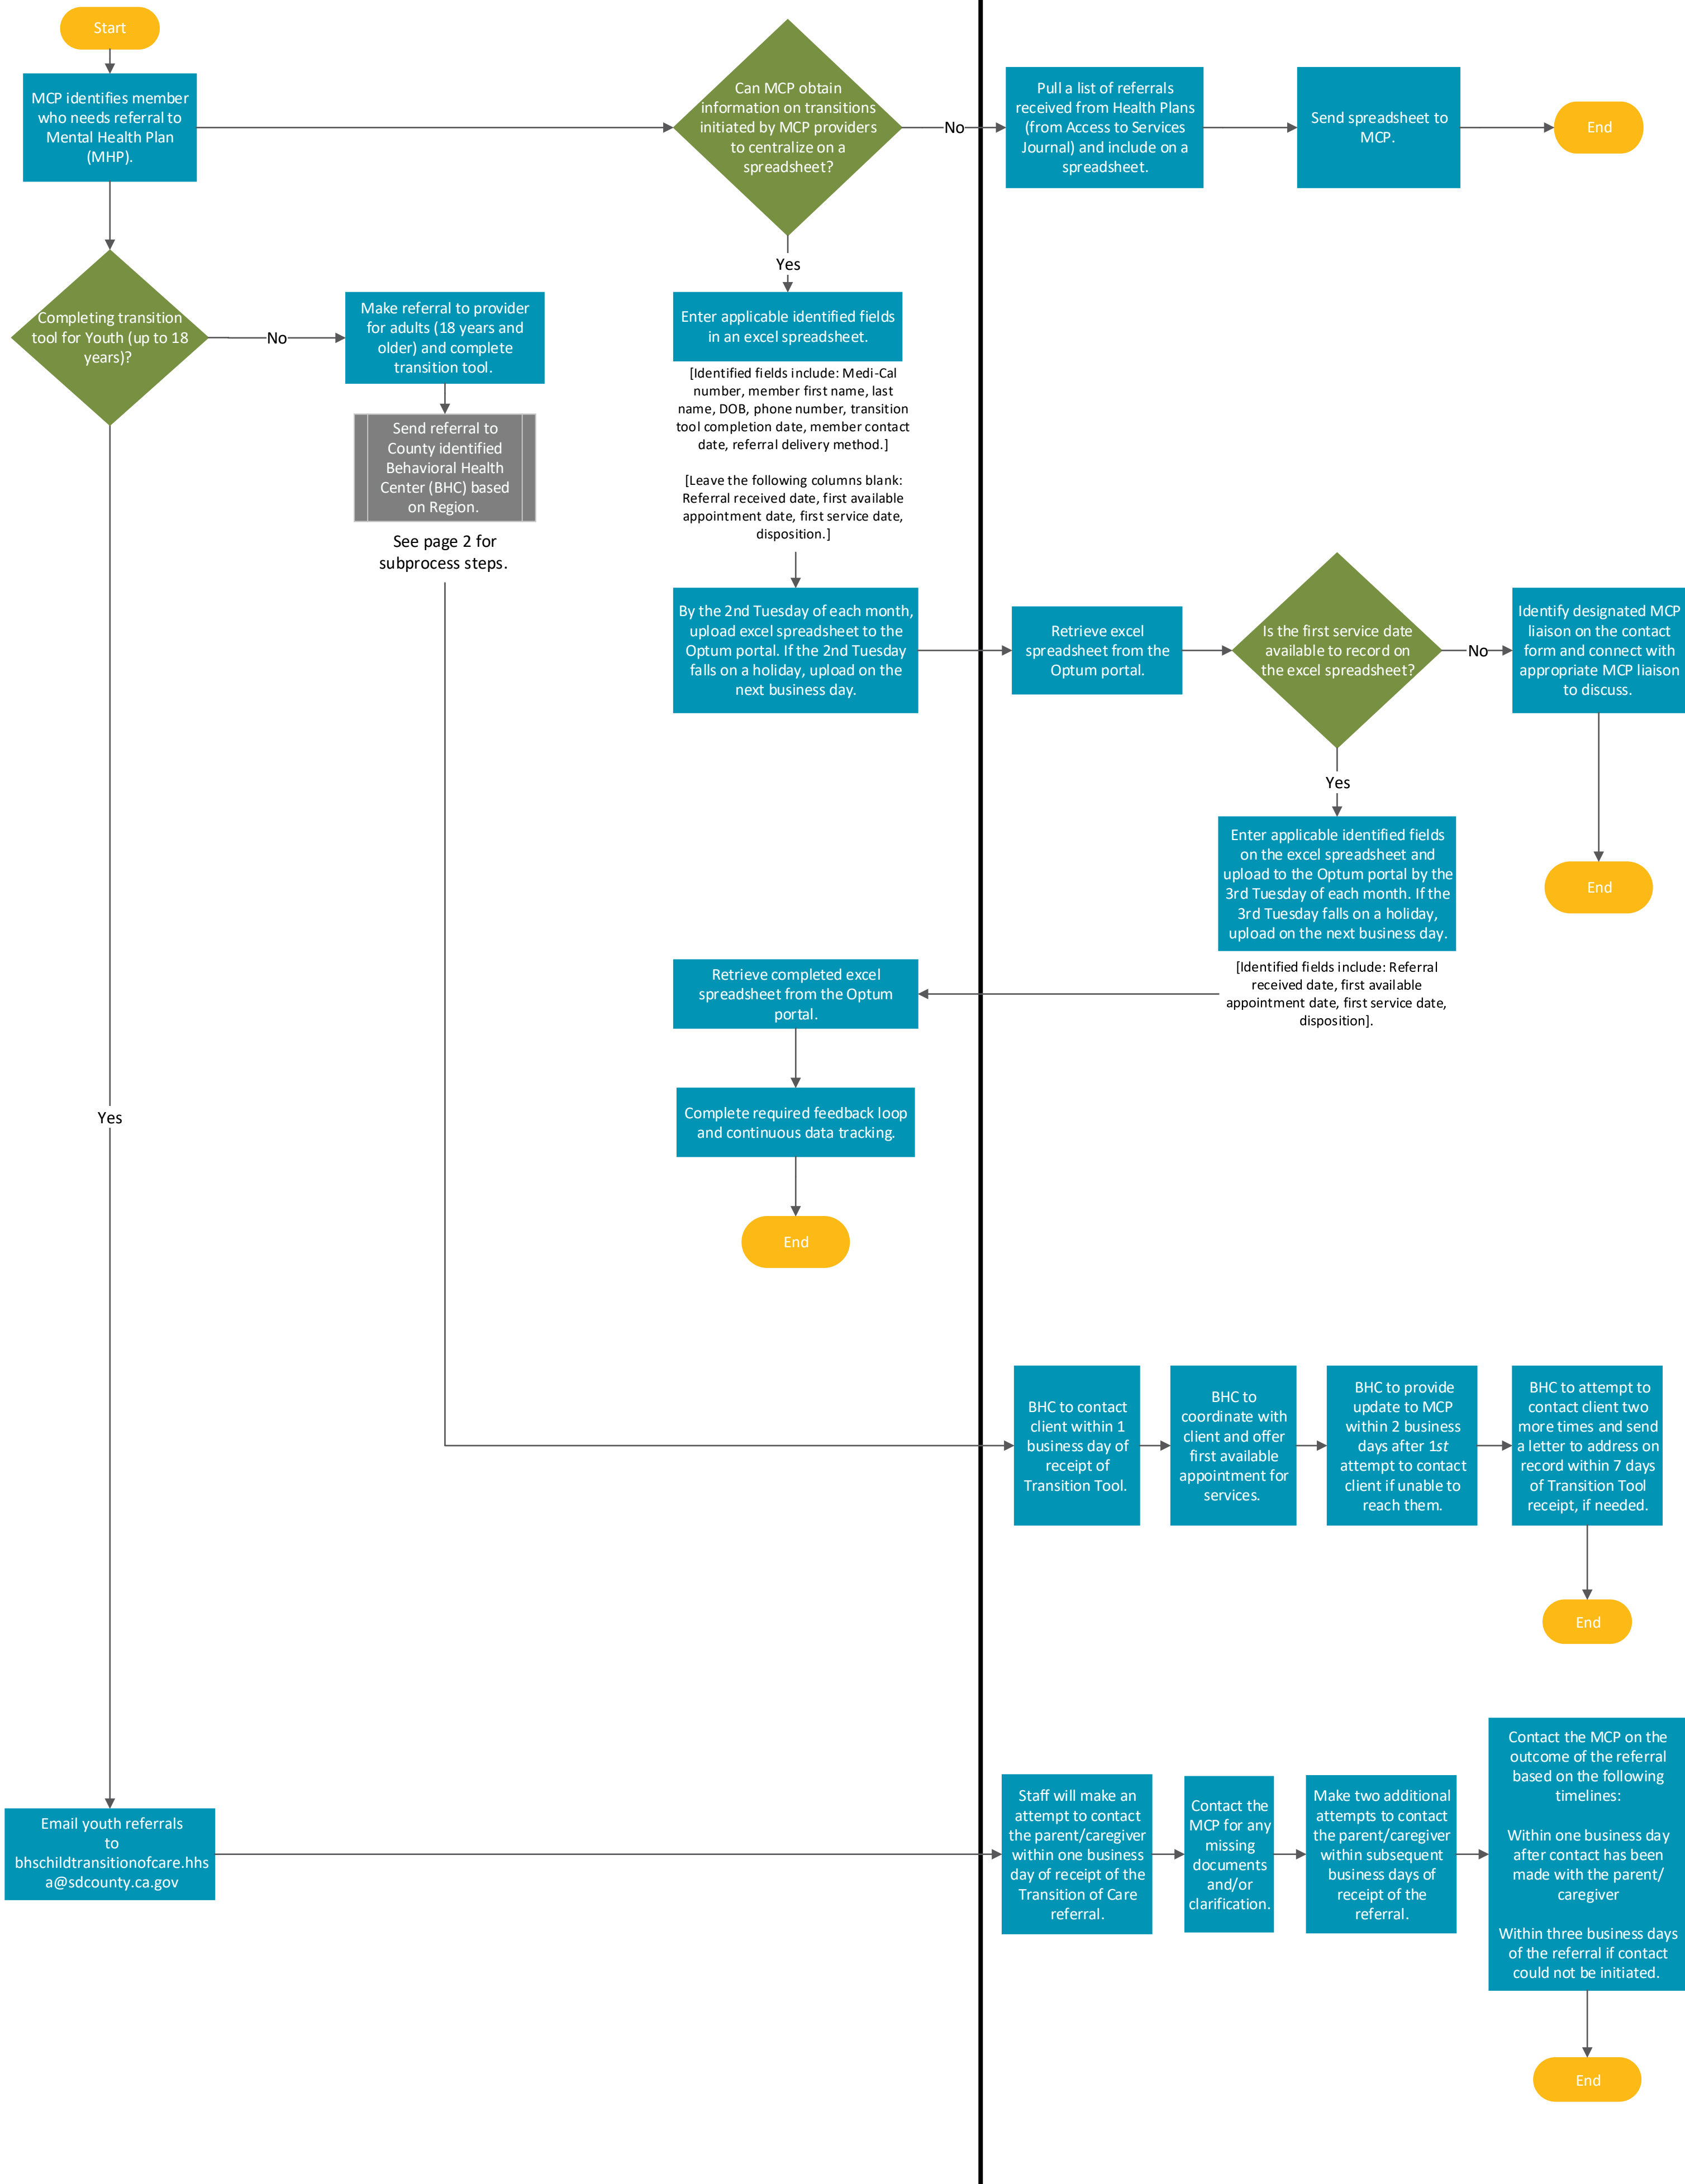 Start
MCP identifies member
who needs referral to
Mental Health Plan
(MHP).
Can MCP obtain
information on transitions
initiated by MCP providers
to centralize on a
spreadsheet?
No
Pull a list of referrals
received from Health Plans
(from Access to Services
Journal) and include on a
spreadsheet.
Send spreadsheet to
MCP.
End
Yes
Completing transition
tool for Youth (up to 18
years)?
No
Make referral to provider
for adults (18 years and
older) and complete
transition tool.
Send referral to
County identified
Behavioral Health
Center (BHC) based
on Region.
See page 2 for
subprocess steps.
Enter applicable identified fields
in an excel spreadsheet.
[Identified fields include: Medi-Cal
number, member first name, last
name, DOB, phone number, transition
tool completion date, member contact
date, referral delivery method.]
[Leave the following columns blank:
Referral received date, first available
appointment date, first service date,
disposition.]
By the 2nd Tuesday of each month,
upload excel spreadsheet to the
Optum portal. If the 2nd Tuesday
falls on a holiday, upload on the
next business day.
Retrieve excel
spreadsheet from the
Optum portal.
Is the first service date
available to record on
the excel spreadsheet?
No
Identify designated MCP
liaison on the contact
form and connect with
appropriate MCP liaison
to discuss.
End
Yes
Enter applicable identified fields
on the excel spreadsheet and
upload to the Optum portal by the
3rd Tuesday of each month. If the
3rd Tuesday falls on a holiday,
upload on the next business day.
[Identified fields include: Referral
received date, first available
appointment date, first service date,
disposition].
Retrieve completed excel
spreadsheet from the Optum
portal.
Complete required feedback loop
and continuous data tracking.
End
Yes
BHC to contact
client within 1
business day of
receipt of
Transition Tool.
BHC to
coordinate with
client and offer
first available
appointment for
services.
BHC to provide
update to MCP
within 2 business
days after 1st
attempt to contact
client if unable to
reach them.
BHC to attempt to
contact client two
more times and send
a letter to address on
record within 7 days
of Transition Tool
receipt, if needed.
End
Email youth referrals
to
bhschildtransitionofcare.hhs
a@sdcounty.ca.gov
Staff will make an
attempt to contact
the parent/caregiver
within one business
day of receipt of the
Transition of Care
referral.
Contact the
MCP for any
missing
documents
and/or
clarification.
Make two additional
attempts to contact
the parent/caregiver
within subsequent
business days of
receipt of the
referral.
Contact the MCP on the
outcome of the referral
based on the following
timelines:
Within one business day
after contact has been
made with the parent/
caregiver
Within three business days
of the referral if contact
could not be initiated.
End